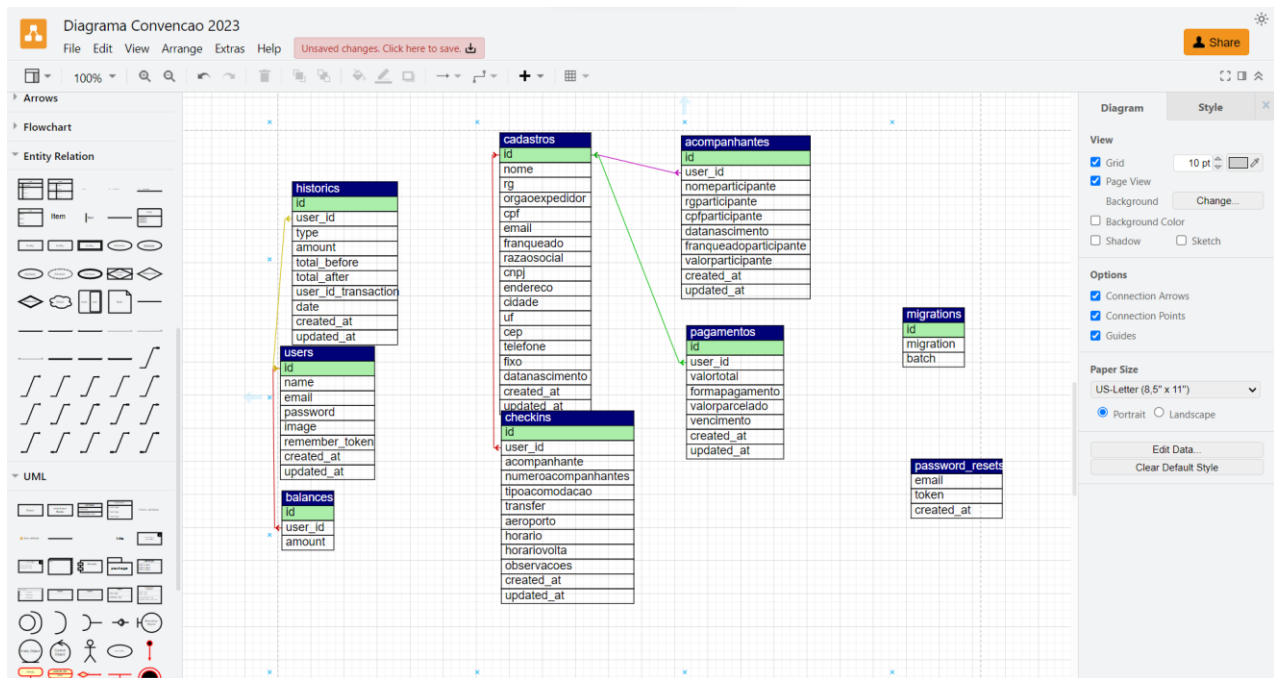 Diagrama Convencao 2023
File Edit View Arrange Extras Help Unsaved changes. Click here to save.
Share
100%
Arrows
Flowchart
Entity Relation
Item
UML
package
historics
id
user_id
type
amount
total_before
total_after
user_id_transaction
date
created_at
updated_at
users
id
name
email
password
image
remember_token
created_at
updated_at
balances
id
user_id
amount
cadastros
id
nome
rg
orgaoexpedidor
cpf
email
franqueado
razaosocial
cnpj
endereco
cidade
uf
cep
telefone
fixo
datanascimento
created_at
updated_at
checkins
id
user_id
acompanhante
numeroacompanhantes
tipoacomodacao
transfer
aeroporto
horario
horariovolta
observacoes
created_at
updated_at
acompanhantes
id
user_id
nomeparticipante
rgparticipante
cpfparticipante
datanascimento
franqueadoparticipante
valorparticipante
created_at
updated_at
pagamentos
id
user_id
valortotal
formapagamento
valorparcelado
vencimento
created_at
updated_at
migrations
id
migration
batch
password_resets
email
token
created_at
Diagram Style
View
Grid 10 pt
Page View
Background Change...
Background Color
Shadow Sketch
Options
Connection Arrows
Connection Points
Guides
Paper Size
US-Letter (8,5" x 11")
Portrait Landscape
Edit Data...
Clear Default Style